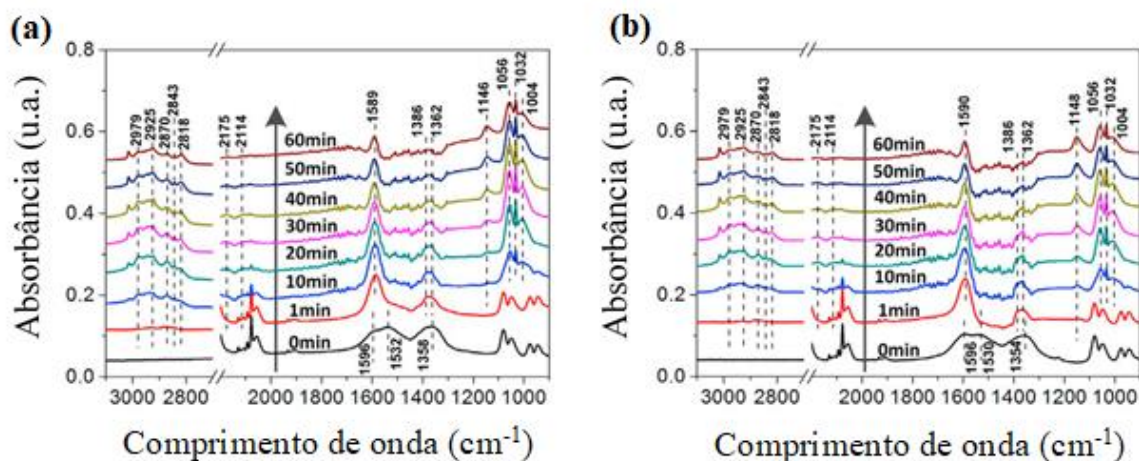 (a)
Absorbância (u.a.)
0.8
0.6
0.4
0.2
0.0
2979
2925
2870
2843
2818
2175
2114
1589
1386
1362
1146
1056
1032
1004
60min
50min
40min
30min
20min
10min
1min
0min
1596
1532
1358
3000 2800 2000 1600 1200 1000
Comprimento de onda (cm⁻¹)
(b)
Absorbância (u.a.)
0.8
0.6
0.4
0.2
0.0
2979
2925
2870
2843
2818
2175
2114
1590
1386
1362
1148
1056
1032
1004
60min
50min
40min
30min
20min
10min
1min
0min
1596
1530
1354
3000 2800 2000 1600 1200 1000
Comprimento de onda (cm⁻¹)